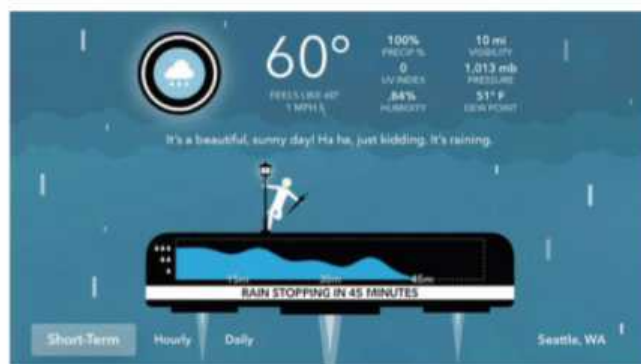 60°
FEELS LIKE 60°
1 MPH S
100%
PRECIP %
0
UV INDEX
.84%
HUMIDITY
10 mi
VISIBILITY
1,013 mb
PRESSURE
51° F
DEW POINT
It's a beautiful, sunny day! Ha ha, just kidding. It's raining.
15m 30m 45m
RAIN STOPPING IN 45 MINUTES
Short-Term Hourly Daily Seattle, WA